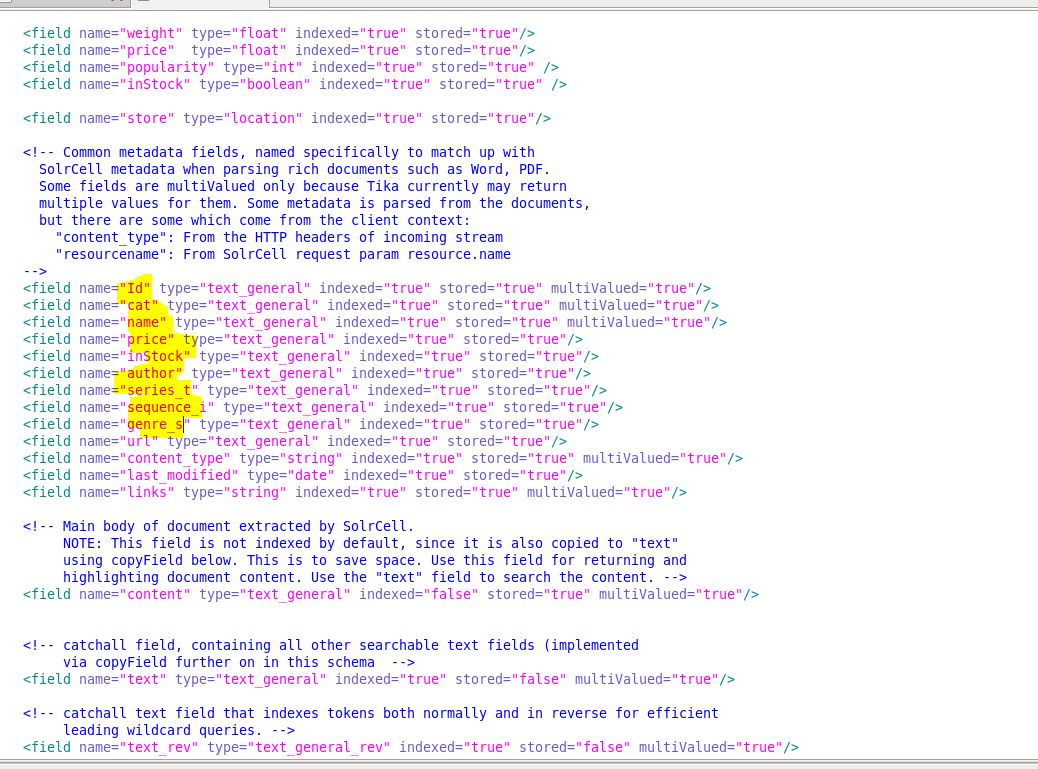 <field name="weight" type="float" indexed="true" stored="true"/>
<field name="price"  type="float" indexed="true" stored="true"/>
<field name="popularity" type="int" indexed="true" stored="true" />
<field name="inStock" type="boolean" indexed="true" stored="true" />
<field name="store" type="location" indexed="true" stored="true"/>
<!-- Common metadata fields, named specifically to match up with
SolrCell metadata when parsing rich documents such as Word, PDF.
Some fields are multiValued only because Tika currently may return
multiple values for them. Some metadata is parsed from the documents,
but there are some which come from the client context:
"content_type": From the HTTP headers of incoming stream
"resourcename": From SolrCell request param resource.name
-->
<field name="Id" type="text_general" indexed="true" stored="true" multiValued="true"/>
<field name="cat" type="text_general" indexed="true" stored="true" multiValued="true"/>
<field name="name" type="text_general" indexed="true" stored="true" multiValued="true"/>
<field name="price" type="text_general" indexed="true" stored="true"/>
<field name="inStock" type="text_general" indexed="true" stored="true"/>
<field name="author" type="text_general" indexed="true" stored="true"/>
<field name="series_t" type="text_general" indexed="true" stored="true"/>
<field name="sequence_i" type="text_general" indexed="true" stored="true"/>
<field name="genre_s" type="text_general" indexed="true" stored="true"/>
<field name="url" type="text_general" indexed="true" stored="true"/>
<field name="content_type" type="string" indexed="true" stored="true" multiValued="true"/>
<field name="last_modified" type="date" indexed="true" stored="true"/>
<field name="links" type="string" indexed="true" stored="true" multiValued="true"/>
<!-- Main body of document extracted by SolrCell.
NOTE: This field is not indexed by default, since it is also copied to "text"
using copyField below. This is to save space. Use this field for returning and
highlighting document content. Use the "text" field to search the content. -->
<field name="content" type="text_general" indexed="false" stored="true" multiValued="true"/>
<!-- catchall field, containing all other searchable text fields (implemented
via copyField further on in this schema  -->
<field name="text" type="text_general" indexed="true" stored="false" multiValued="true"/>
<!-- catchall text field that indexes tokens both normally and in reverse for efficient
leading wildcard queries. -->
<field name="text_rev" type="text_general_rev" indexed="true" stored="false" multiValued="true"/>